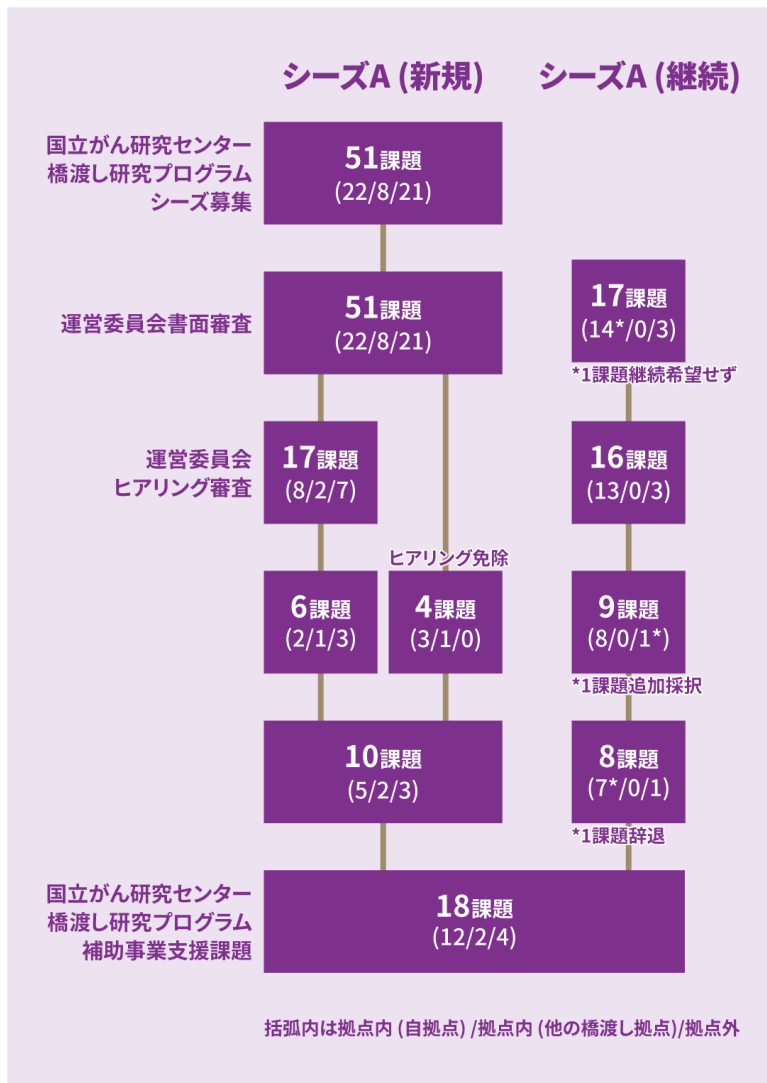 シーズA (新規)
シーズA (継続)
国立がん研究センター
橋渡し研究プログラム
シーズ募集
51課題
(22/8/21)
運営委員会書面審査
51課題
(22/8/21)
17課題
(14*/0/3)
*1課題継続希望せず
運営委員会
ヒアリング審査
17課題
(8/2/7)
16課題
(13/0/3)
ヒアリング免除
6課題
(2/1/3)
4課題
(3/1/0)
9課題
(8/0/1*)
*1課題追加採択
10課題
(5/2/3)
8課題
(7*/0/1)
*1課題辞退
国立がん研究センター
橋渡し研究プログラム
補助事業支援課題
18課題
(12/2/4)
括弧内は拠点内 (自拠点) /拠点内 (他の橋渡し拠点)/拠点外